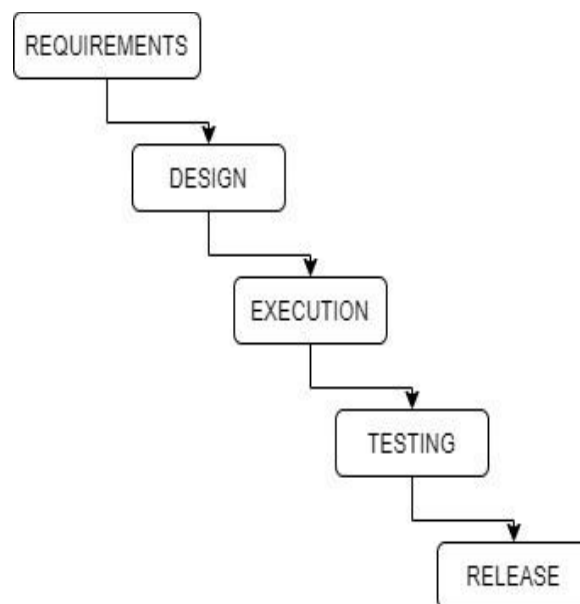 REQUIREMENTS
DESIGN
EXECUTION
TESTING
RELEASE